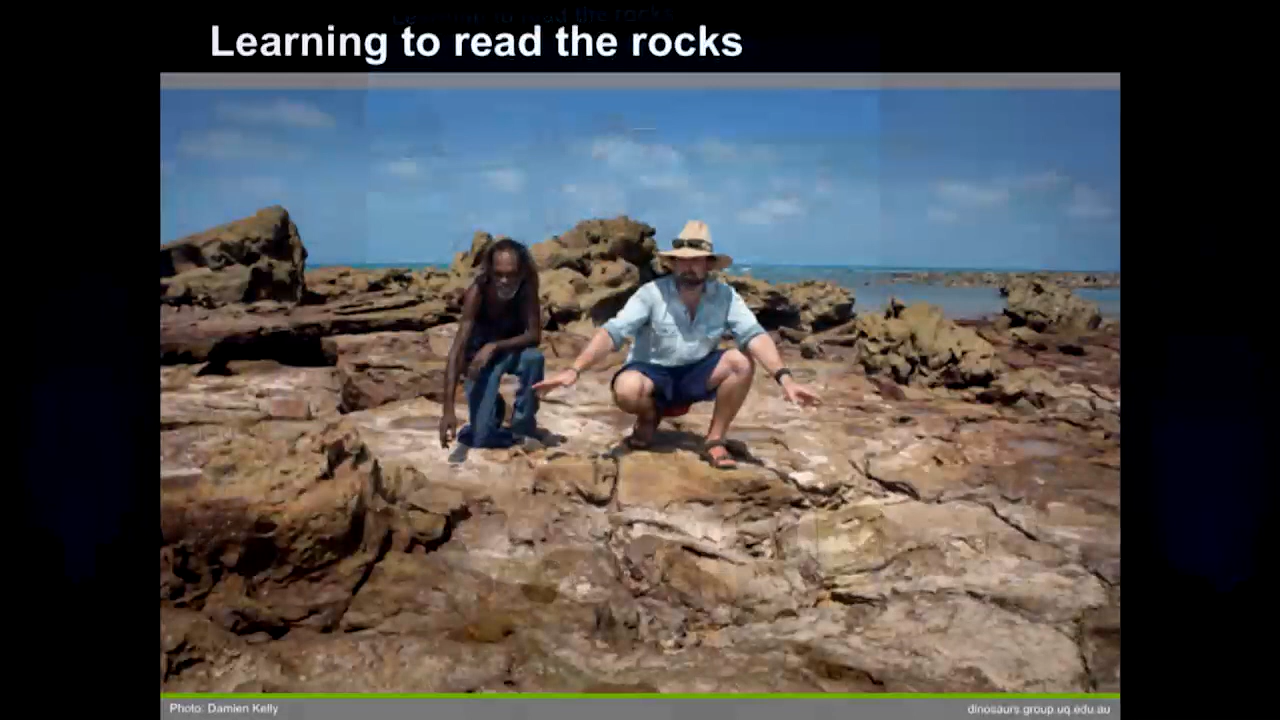 Learning to read the rocks
Photo: Damien Kelly
dinosaurs.group.uq.edu.au